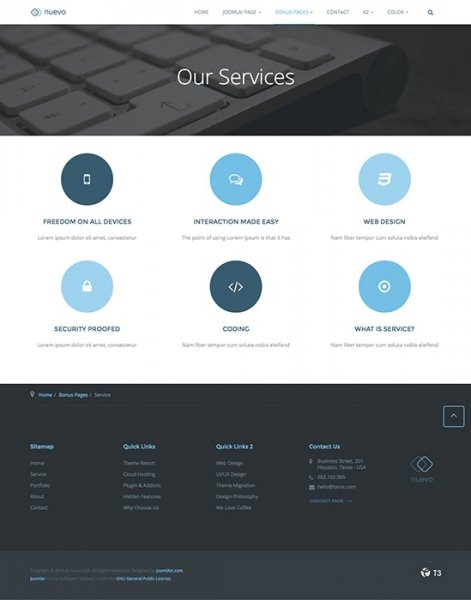 nuevo
HOME JOOMLA! PAGE BONUS PAGES CONTACT K2 COLOR
Our Services
FREEDOM ON ALL DEVICES INTERACTION MADE EASY WEB DESIGN
Lorem ipsum dolor sit amet, consectetur The point of using Lorem Ipsum is that it has Nam liber tempor cum soluta nobis eleifend
SECURITY PROOFED CODING WHAT IS SERVICE?
Lorem ipsum dolor sit amet, consectetur Nam liber tempor cum soluta nobis eleifend Nam liber tempor cum soluta nobis eleifend
Home / Bonus Pages / Service
Sitemap Quick Links Quick Links 2 Contact Us
Home Theme Resort Web Design Business Street, 201
Houston, Texas - USA
Service Cloud Hosting UI/UX Design
Portfolio Plugin & Addons Theme Migration 262.102.365
About Hidden Features Design Philosophy
Contact Why Choose Us We Love Coffee
CONTACT PAGE
nuevo
Copyright © 2014 All Rights Reserved. Designed by JoomlArt.com.
Joomla! is Free Software released under the GNU General Public License.
T3